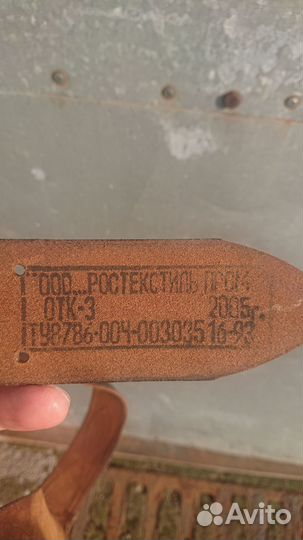 "ООО РОСТЕКСТИЛЬ ПРОМ
ОТК-3 2005г.
ТУ8786-004-00303516-93
Avito